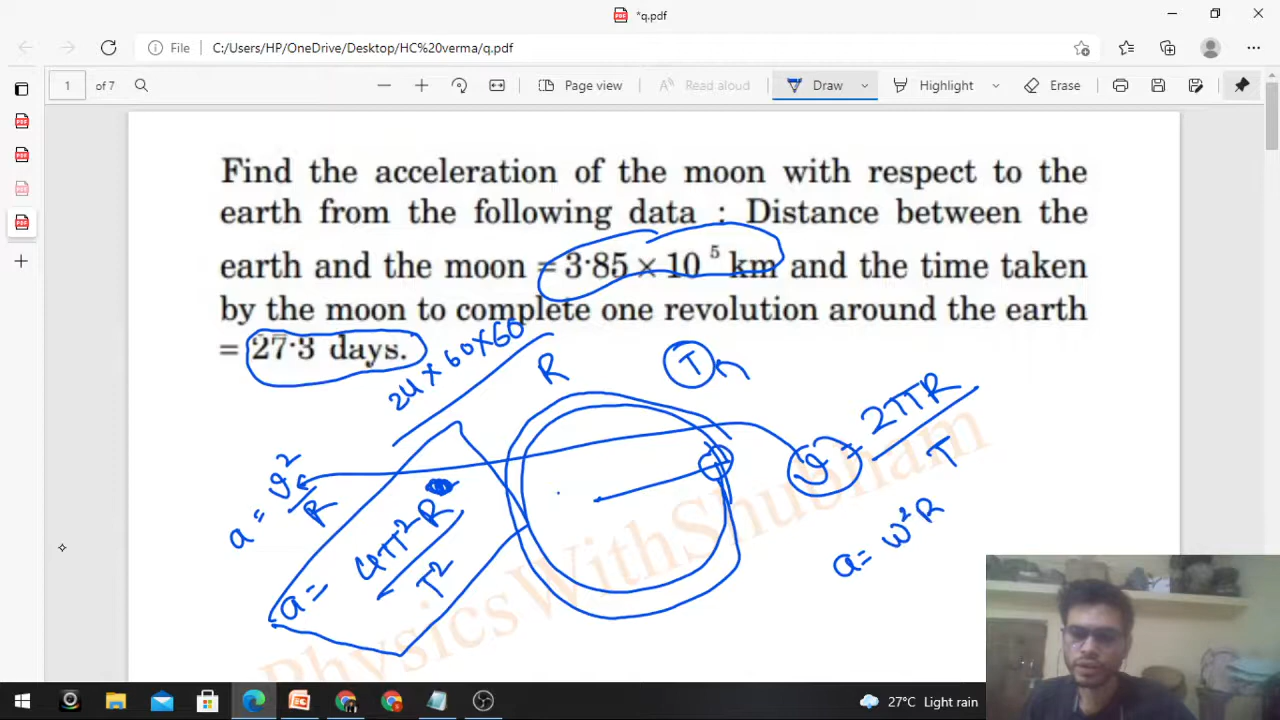 *q.pdf
File C:/Users/HP/OneDrive/Desktop/HC%20verma/q.pdf
1 of 7 Page view Read aloud Draw Highlight Erase
Find the acceleration of the moon with respect to the
earth from the following data : Distance between the
earth and the moon = 3·85 × 10 ⁵ km and the time taken
by the moon to complete one revolution around the earth
= 27·3 days.
24×60×60
R
T
v = 2πR / T
a = v² / R
a = 4π²R / T²
a = ω²R
PhysicsWithShubham
27°C Light rain